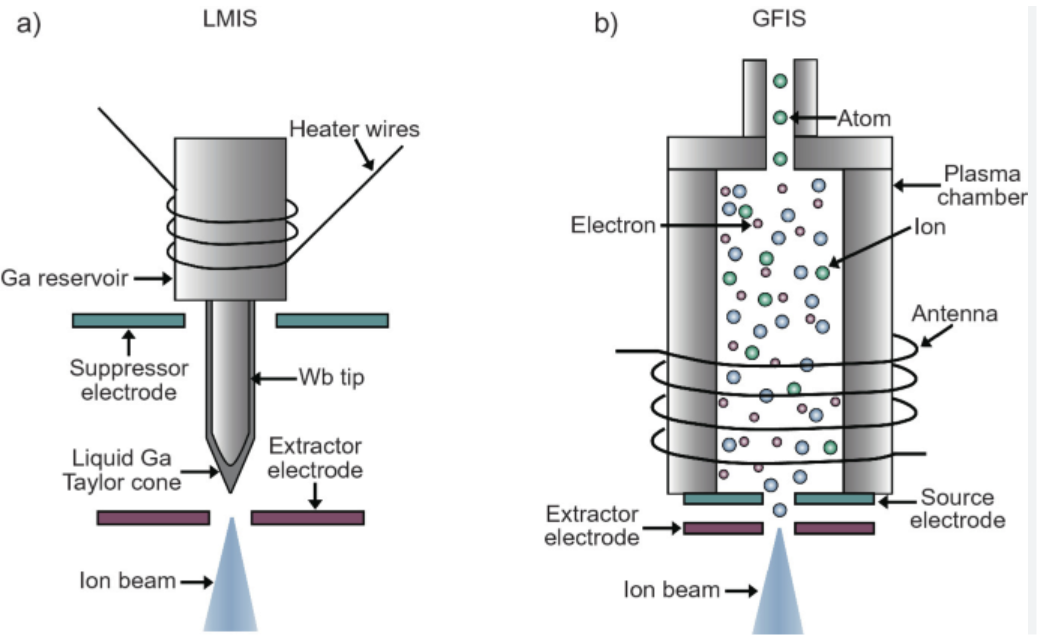 a)
LMIS
Heater wires
Ga reservoir
Suppressor
electrode
Wb tip
Liquid Ga
Taylor cone
Extractor
electrode
Ion beam
b)
GFIS
Atom
Plasma
chamber
Electron
Ion
Antenna
Source
electrode
Extractor
electrode
Ion beam